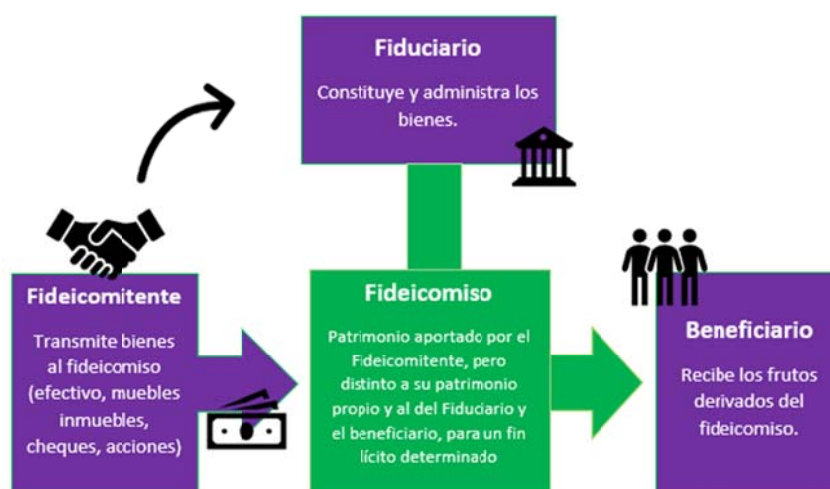 Fiduciario
Constituye y administra los
bienes.
Fideicomitente
Transmite bienes
al fideicomiso
(efectivo, muebles
inmuebles,
cheques, acciones)
Fideicomiso
Patrimonio aportado por el
Fideicomitente, pero
distinto a su patrimonio
propio y al del Fiduciario y
el beneficiario, para un fin
lícito determinado
Beneficiario
Recibe los frutos
derivados del
fideicomiso.